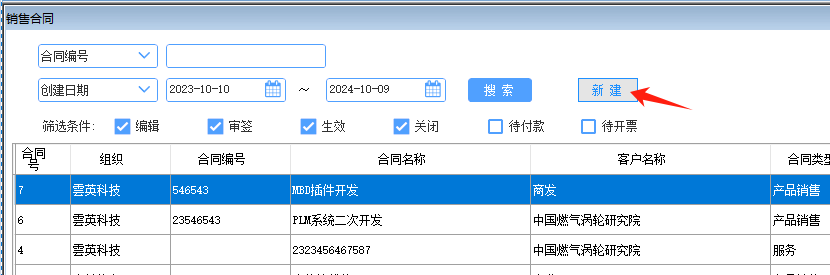 销售合同
合同编号
创建日期 2023-10-10 ~ 2024-10-09 搜索 新建
筛选条件: 编辑 审签 生效 关闭 待付款 待开票
合同号 组织 合同编号 合同名称 客户名称 合同类型
7 雲英科技 546543 MBD插件开发 商发 产品销售
6 雲英科技 23546543 PLM系统二次开发 中国燃气涡轮研究院 产品销售
4 雲英科技 2323456467587 中国燃气涡轮研究院 服务